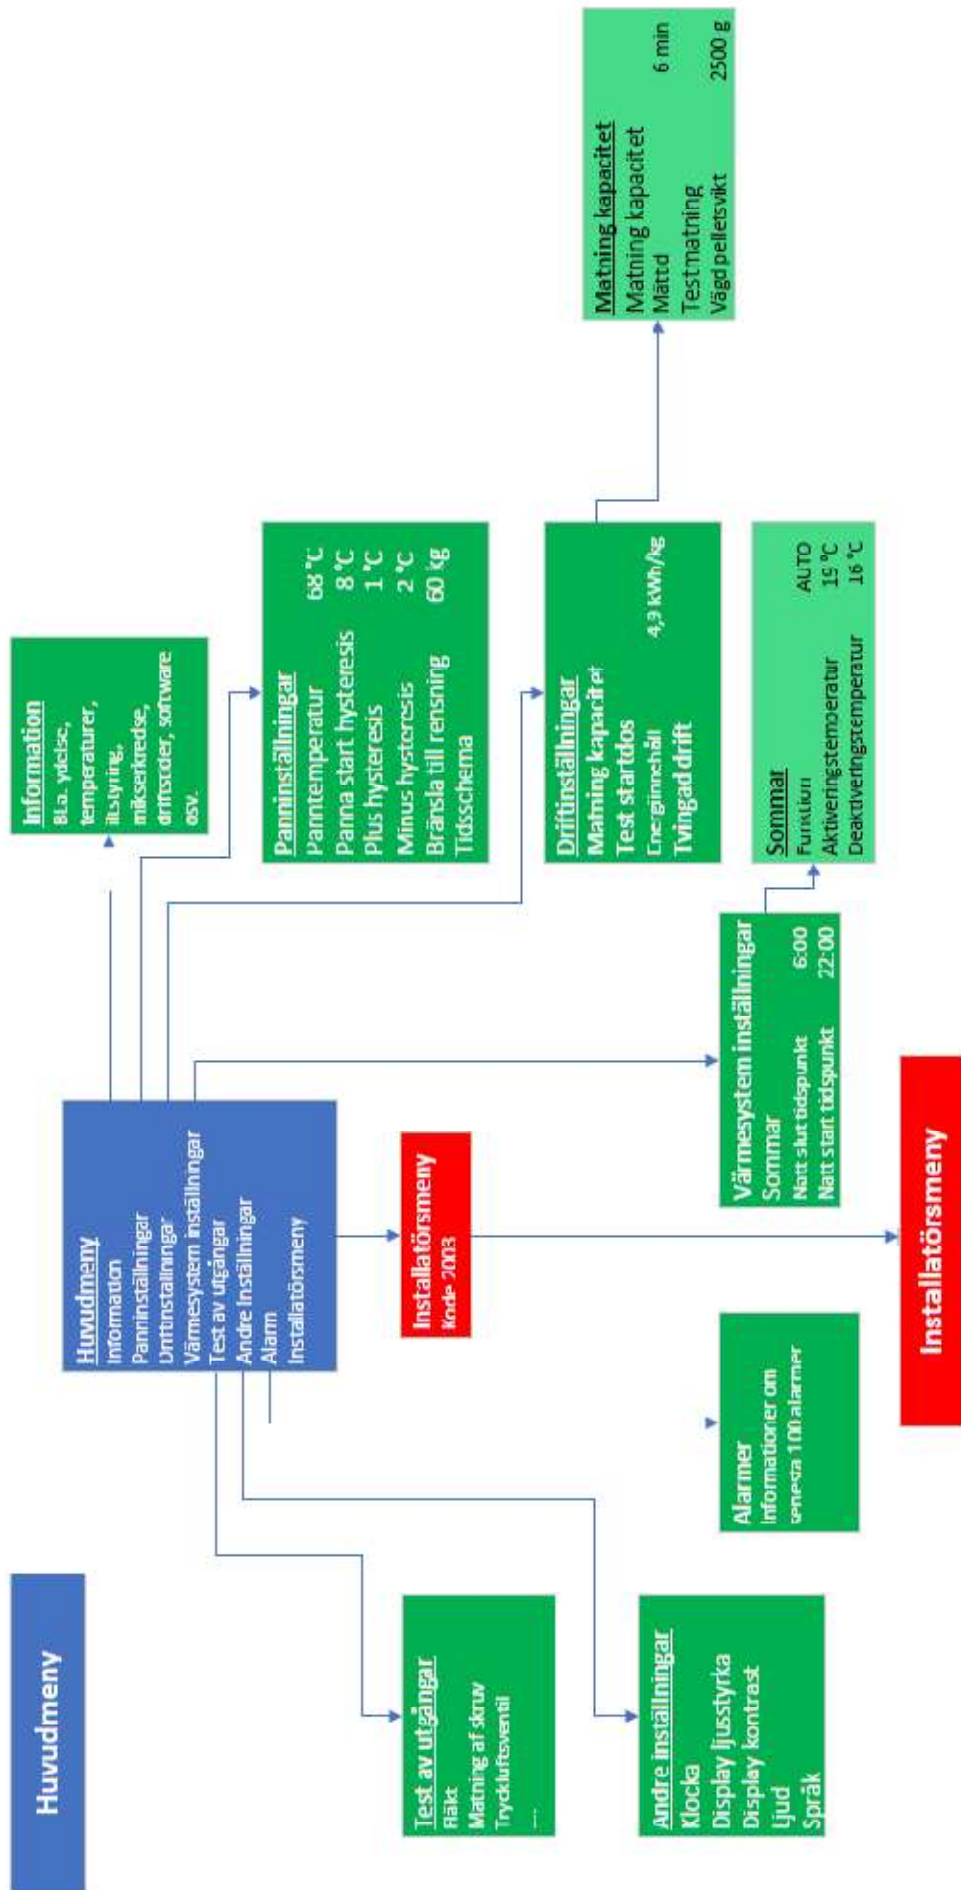 Huvudmeny
Huvudmeny
Information
Panninställningar
Driftinställningar
Värmesystem inställningar
Test av utgångar
Andre Inställningar
Alarm
Installatörsmeny
Information
Bl.a. ydelse,
temperaturer,
iltstyring,
mikserkredse,
driftstider, software
osv.
Panninställningar
Panntemperatur 68 °C
Panna start hysteresis 8 °C
Plus hysteresis 1 °C
Minus hysteresis 2 °C
Bränsla till rensning 60 kg
Tidsschema
Driftinställningar
Matning kapacitet
Test startdos
Energiinnehåll 4,9 kWh/kg
Tvingad drift
Matning kapacitet
Matning kapacitet
Mättd 6 min
Testmatning
Vägd pelletsvikt 2500 g
Värmesystem inställningar
Sommar
Natt slut tidspunkt 6:00
Natt start tidspunkt 22:00
Sommar
Funktion AUTO
Aktiveringstemperatur 19 °C
Deaktiveringstemperatur 16 °C
Test av utgångar
Fläkt
Matning af skruv
Tryckluftsventil
...
Andre inställningar
Klocka
Display ljusstyrka
Display kontrast
Ljud
Språk
Alarmer
Informationer om
senesta 100 alarmer
Installatörsmeny
Kode 2003
Installatörsmeny